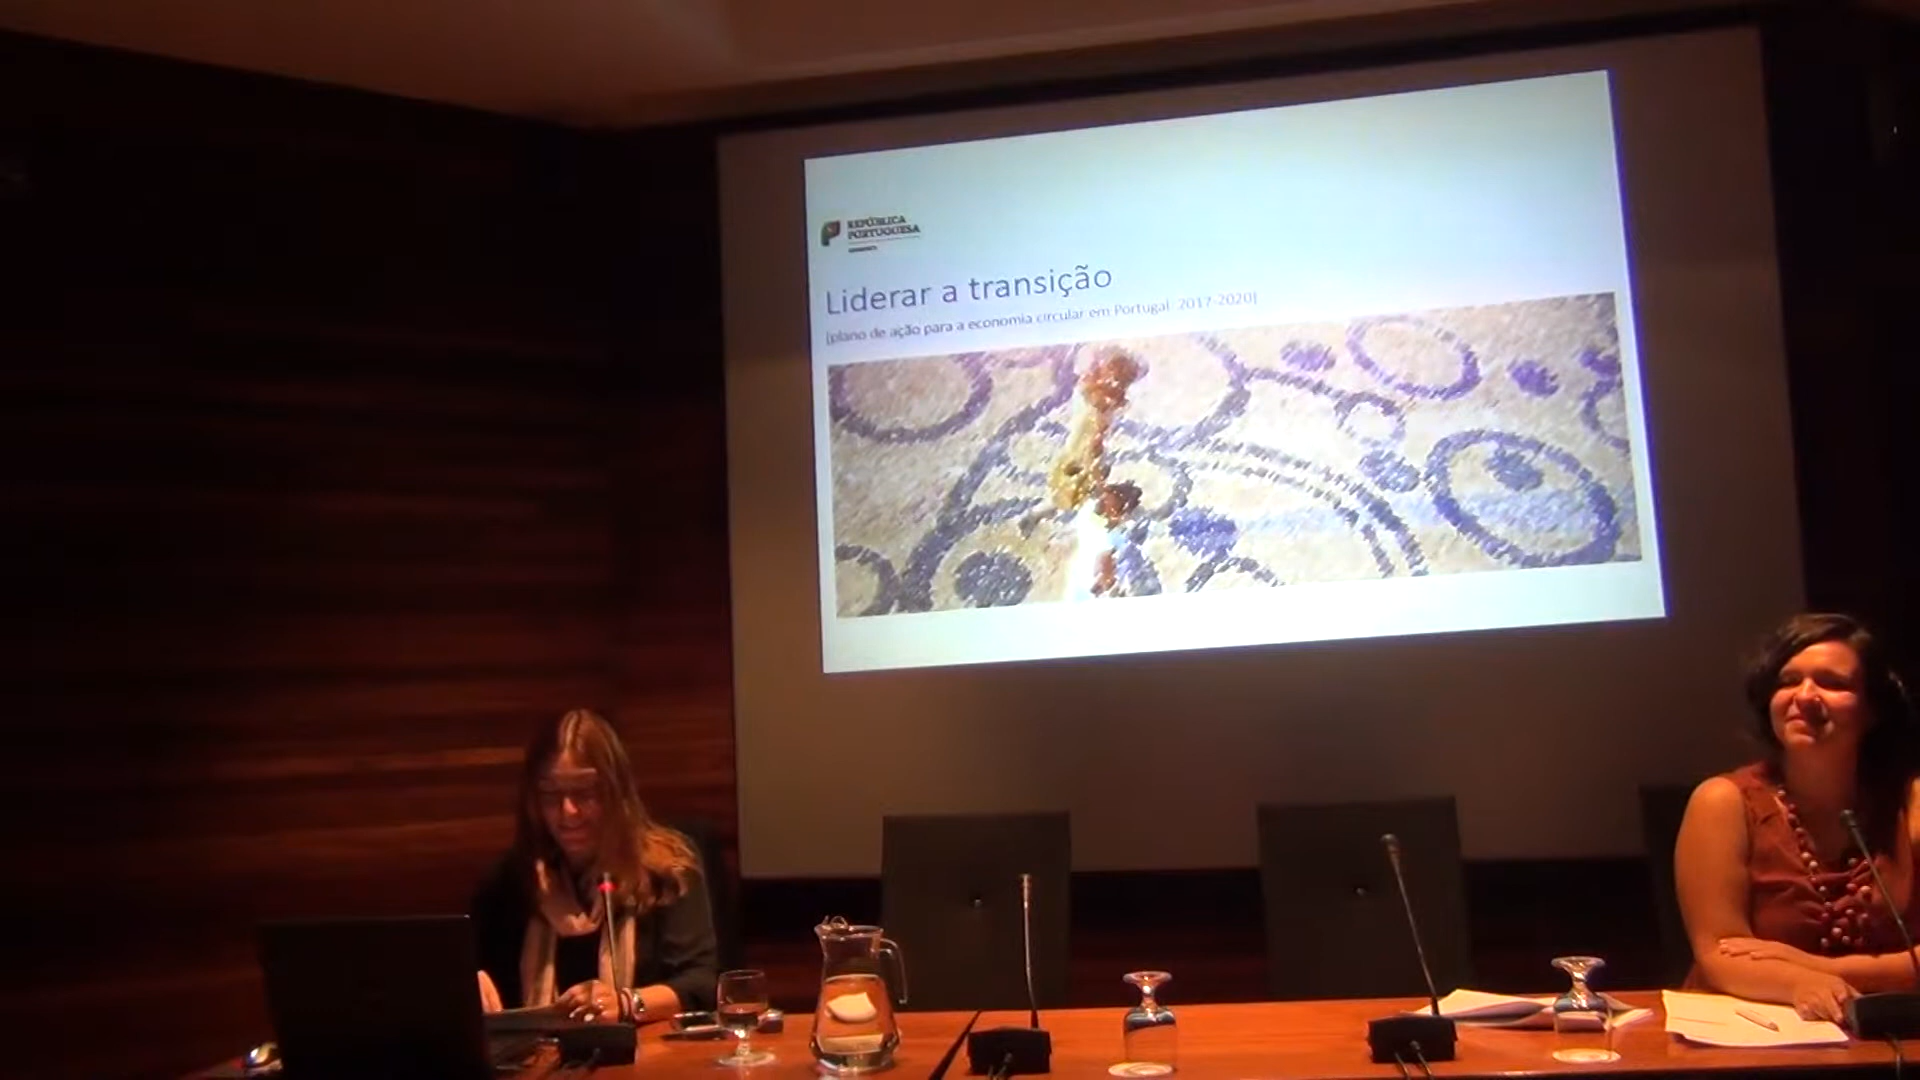 REPÚBLICA
PORTUGUESA
Liderar a transição
[plano de ação para a economia circular em Portugal: 2017-2020]